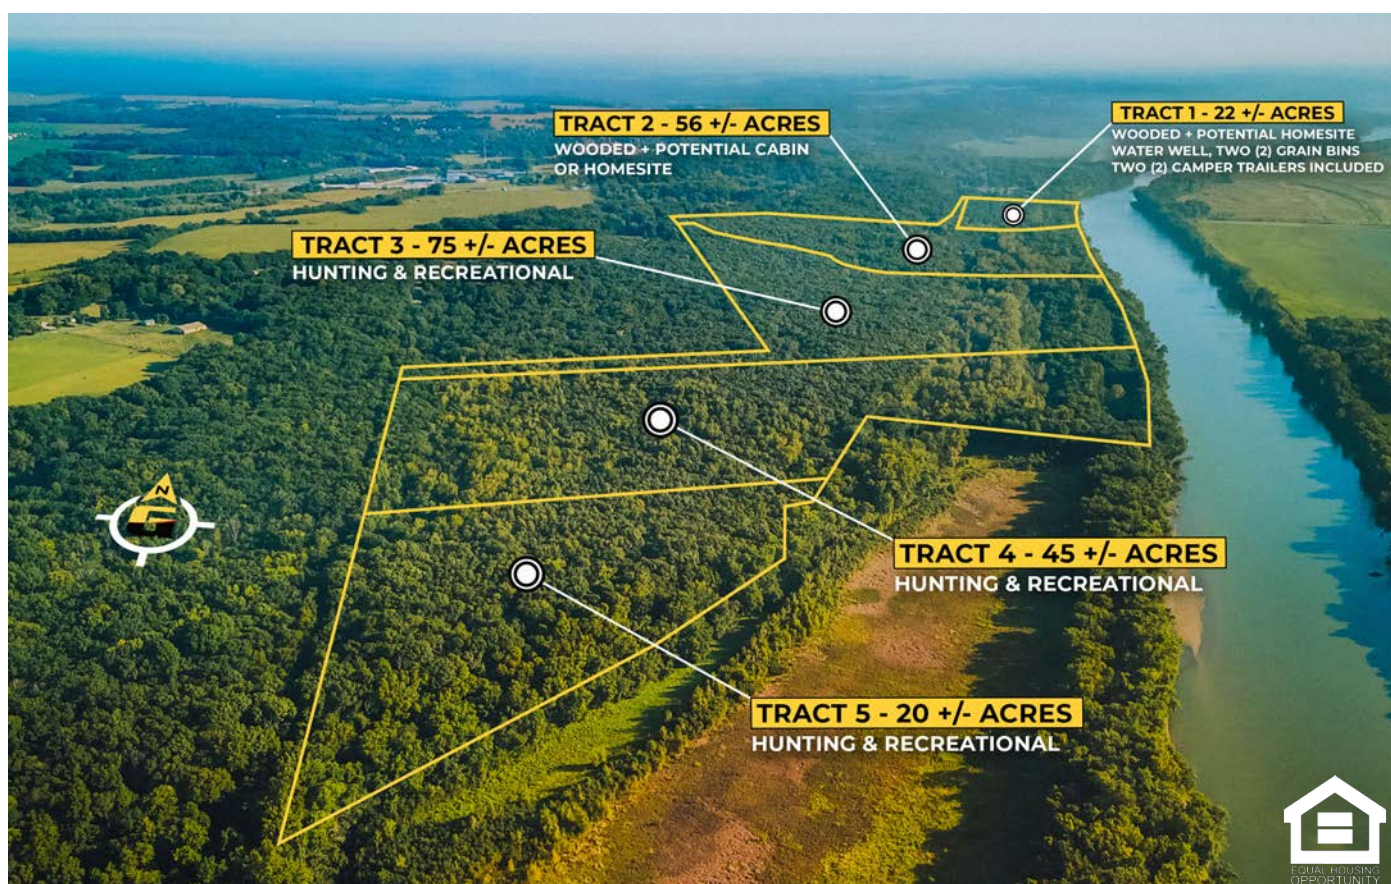 TRACT 2 - 56 +/- ACRES
WOODED + POTENTIAL CABIN
OR HOMESITE
TRACT 1 - 22 +/- ACRES
WOODED + POTENTIAL HOMESITE
WATER WELL, TWO (2) GRAIN BINS
TWO (2) CAMPER TRAILERS INCLUDED
TRACT 3 - 75 +/- ACRES
HUNTING & RECREATIONAL
N
G
TRACT 4 - 45 +/- ACRES
HUNTING & RECREATIONAL
TRACT 5 - 20 +/- ACRES
HUNTING & RECREATIONAL
EQUAL HOUSING
OPPORTUNITY